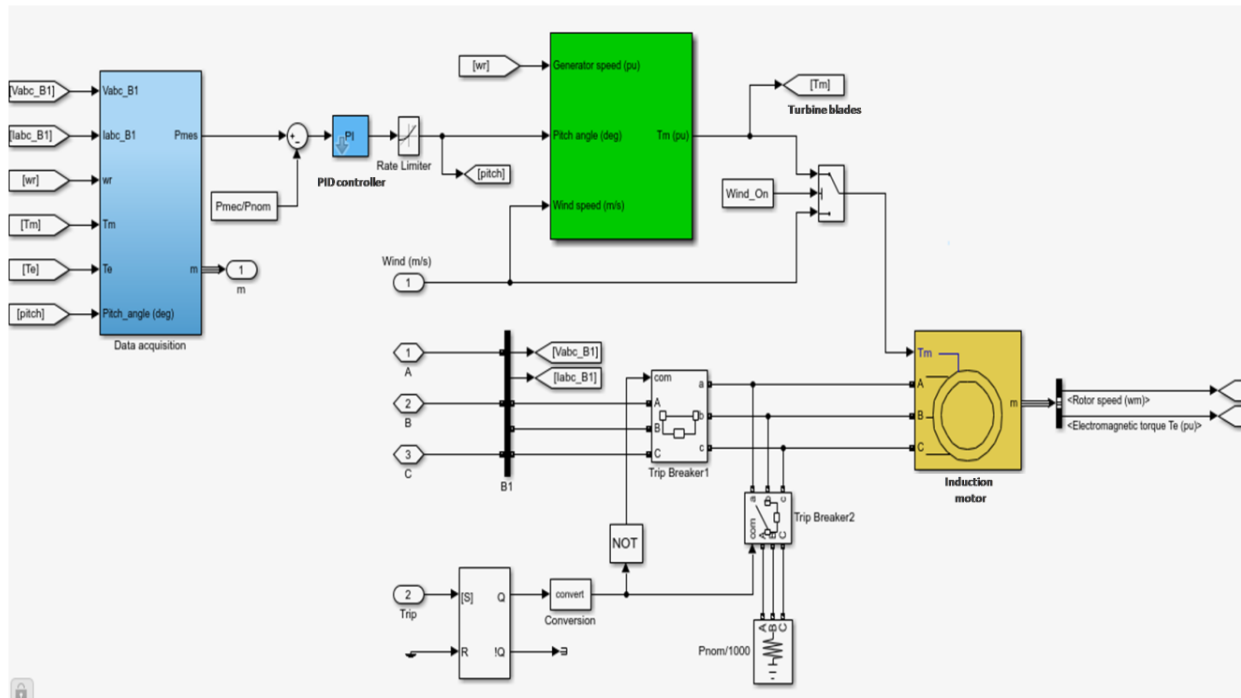 [Vabc_B1]
[Iabc_B1]
[wr]
[Tm]
[Te]
[pitch]
Vabc_B1
Iabc_B1
wr
Tm
Te
Pitch_angle (deg)
Pmes
m
Data acquisition
1
m
Pmec/Pnom
+
-
PI
PID controller
Rate Limiter
[pitch]
[wr]
Generator speed (pu)
Pitch angle (deg)
Wind speed (m/s)
Tm (pu)
[Tm]
Turbine blades
Wind_On
Wind (m/s)
1
1
A
2
B
3
C
B1
[Vabc_B1]
[Iabc_B1]
com
A
B
C
a
b
c
Trip Breaker1
Tm
A
B
C
m
Induction
motor
<Rotor speed (wm)>
<Electromagnetic torque Te (pu)>
a
b
c
com
A
B
C
Trip Breaker2
NOT
2
Trip
[S]
R
Q
!Q
convert
Conversion
A
B
C
Pnom/1000